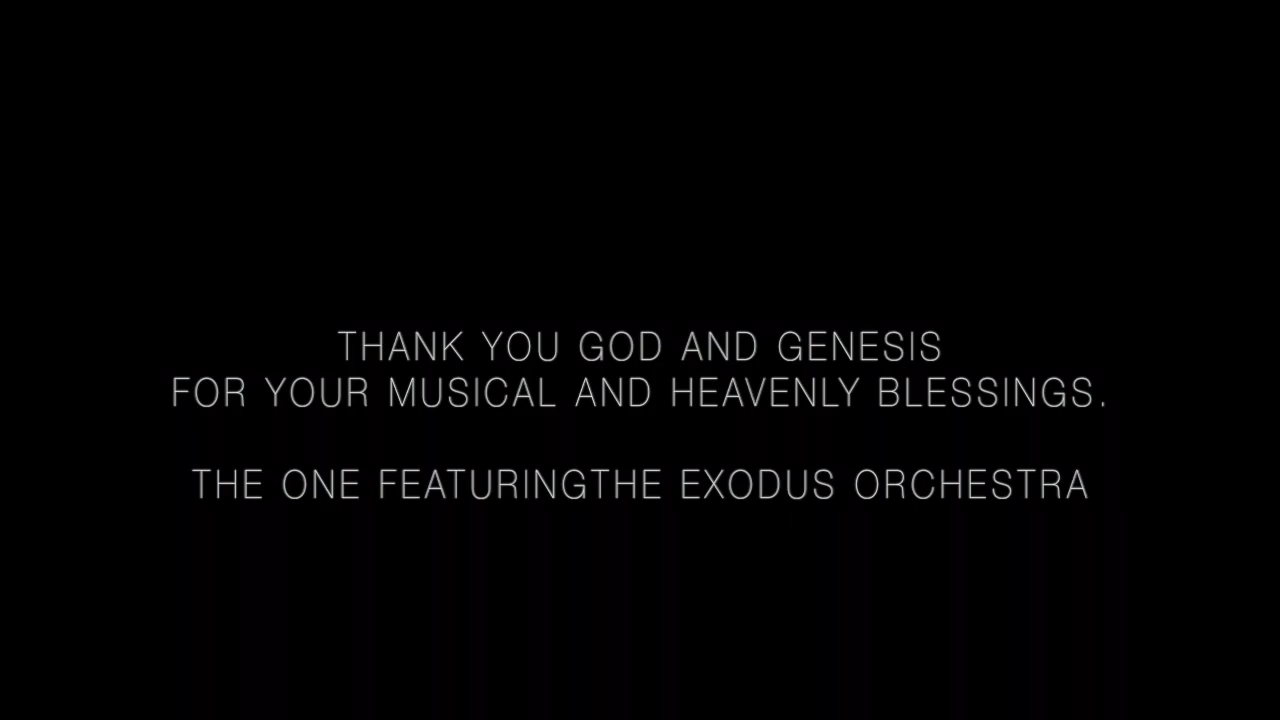 THANK YOU GOD AND GENESIS
FOR YOUR MUSICAL AND HEAVENLY BLESSINGS.
THE ONE FEATURINGTHE EXODUS ORCHESTRA